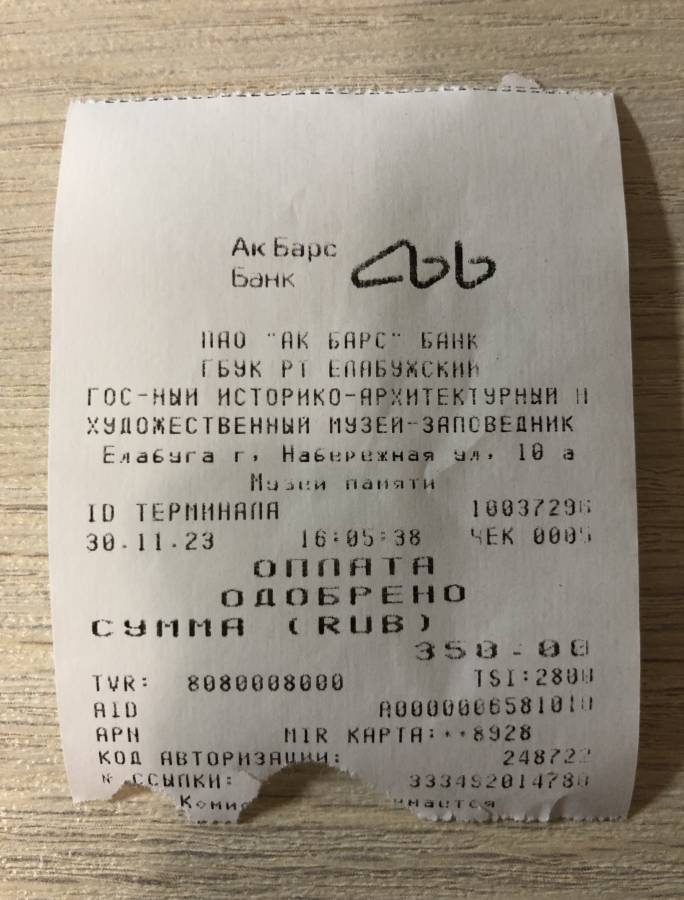 Ак Барс
Банк
ПАО "АК БАРС" БАНК
ГБУК РТ ЕЛАБУЖСКИЙ
ГОС-НЫЙ ИСТОРИКО-АРХИТЕКТУРНЫЙ И
ХУДОЖЕСТВЕННЫЙ МУЗЕЙ-ЗАПОВЕДНИК
Елабуга г, Набережная ул, 10 а
Музей памяти
ID ТЕРМИНАЛА 10037296
30.11.23 16:05:38 ЧЕК 0005
ОПЛАТА
ОДОБРЕНО
СУММА (RUB)
350.00
TVR: 8080008000 TSI:2800
AID A0000006581010
APN MIR КАРТА:**8928
КОД АВТОРИЗАЦИИ: 248722
№ ССЫЛКИ: 333492014780